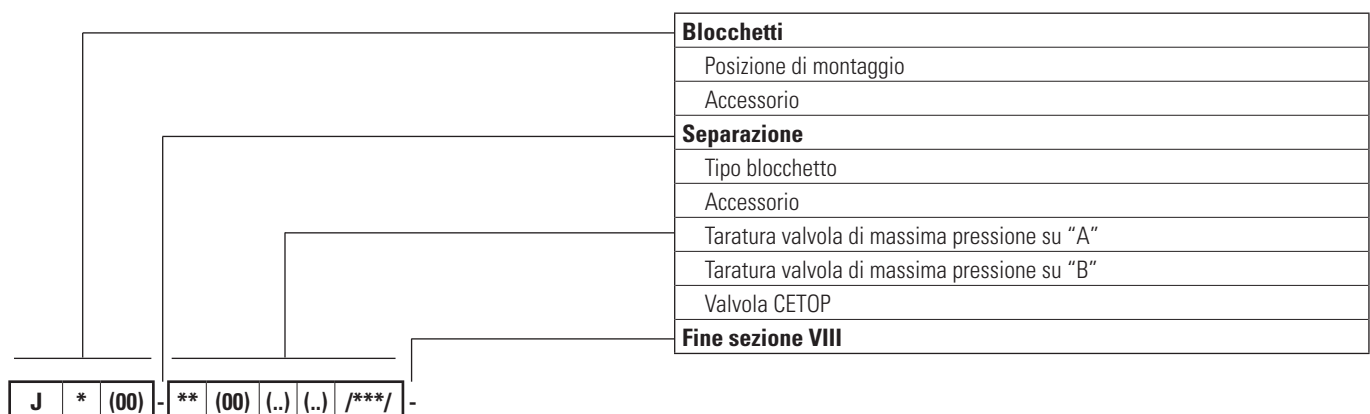 Blocchetti
Posizione di montaggio
Accessorio
Separazione
Tipo blocchetto
Accessorio
Taratura valvola di massima pressione su “A”
Taratura valvola di massima pressione su “B”
Valvola CETOP
Fine sezione VIII
J * (00) - ** (00) (..) (..) /***/ -